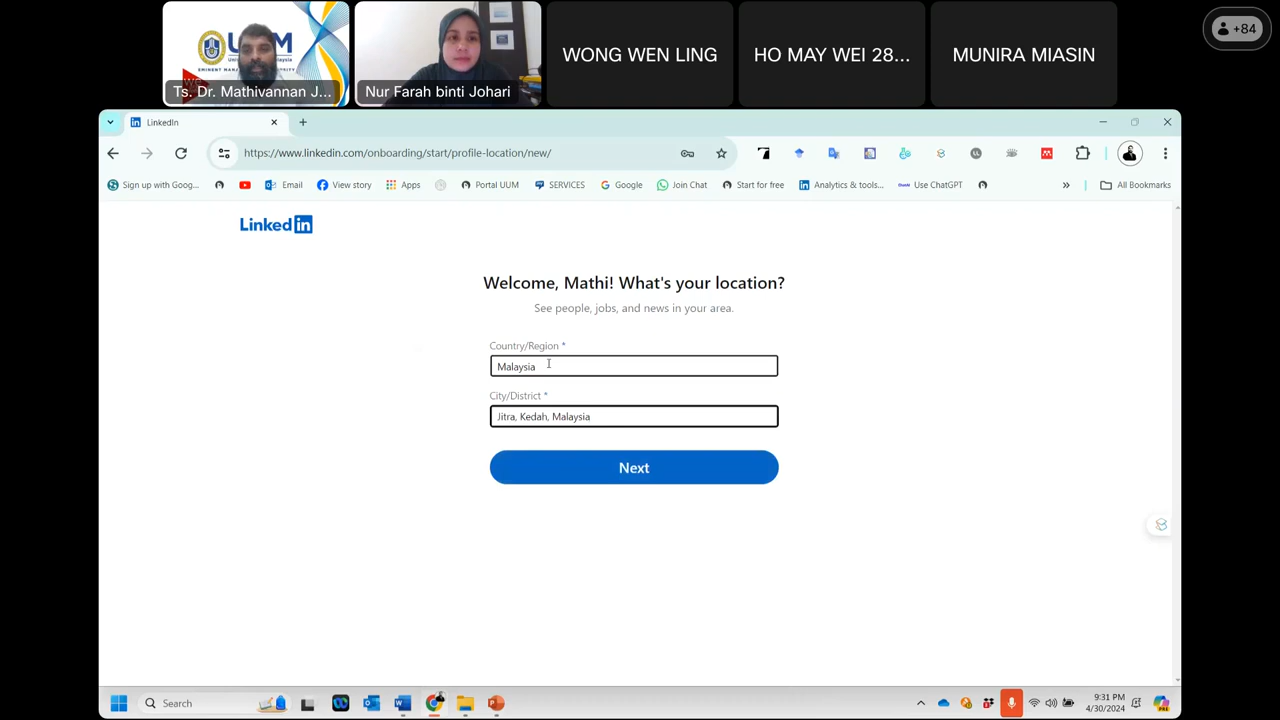 Ts. Dr. Mathivannan J...
Nur Farah binti Johari
WONG WEN LING
HO MAY WEI 28...
MUNIRA MIASIN
+84
LinkedIn
https://www.linkedin.com/onboarding/start/profile-location/new/
Sign up with Goog...
Email
View story
Apps
Portal UUM
SERVICES
Google
Join Chat
Start for free
Analytics & tools...
Use ChatGPT
»
All Bookmarks
Linked in
Welcome, Mathi! What's your location?
See people, jobs, and news in your area.
Country/Region *
Malaysia
City/District *
Jitra, Kedah, Malaysia
Next
Search
9:31 PM
4/30/2024